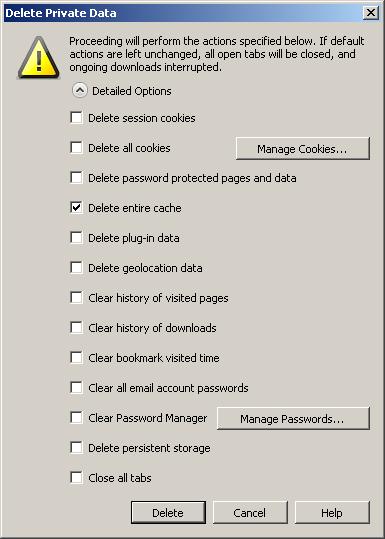 Delete Private Data
Proceeding will perform the actions specified below. If default
actions are left unchanged, all open tabs will be closed, and
ongoing downloads interrupted.
Detailed Options
Delete session cookies
Delete all cookies
Manage Cookies...
Delete password protected pages and data
Delete entire cache
Delete plug-in data
Delete geolocation data
Clear history of visited pages
Clear history of downloads
Clear bookmark visited time
Clear all email account passwords
Clear Password Manager
Manage Passwords...
Delete persistent storage
Close all tabs
Delete
Cancel
Help